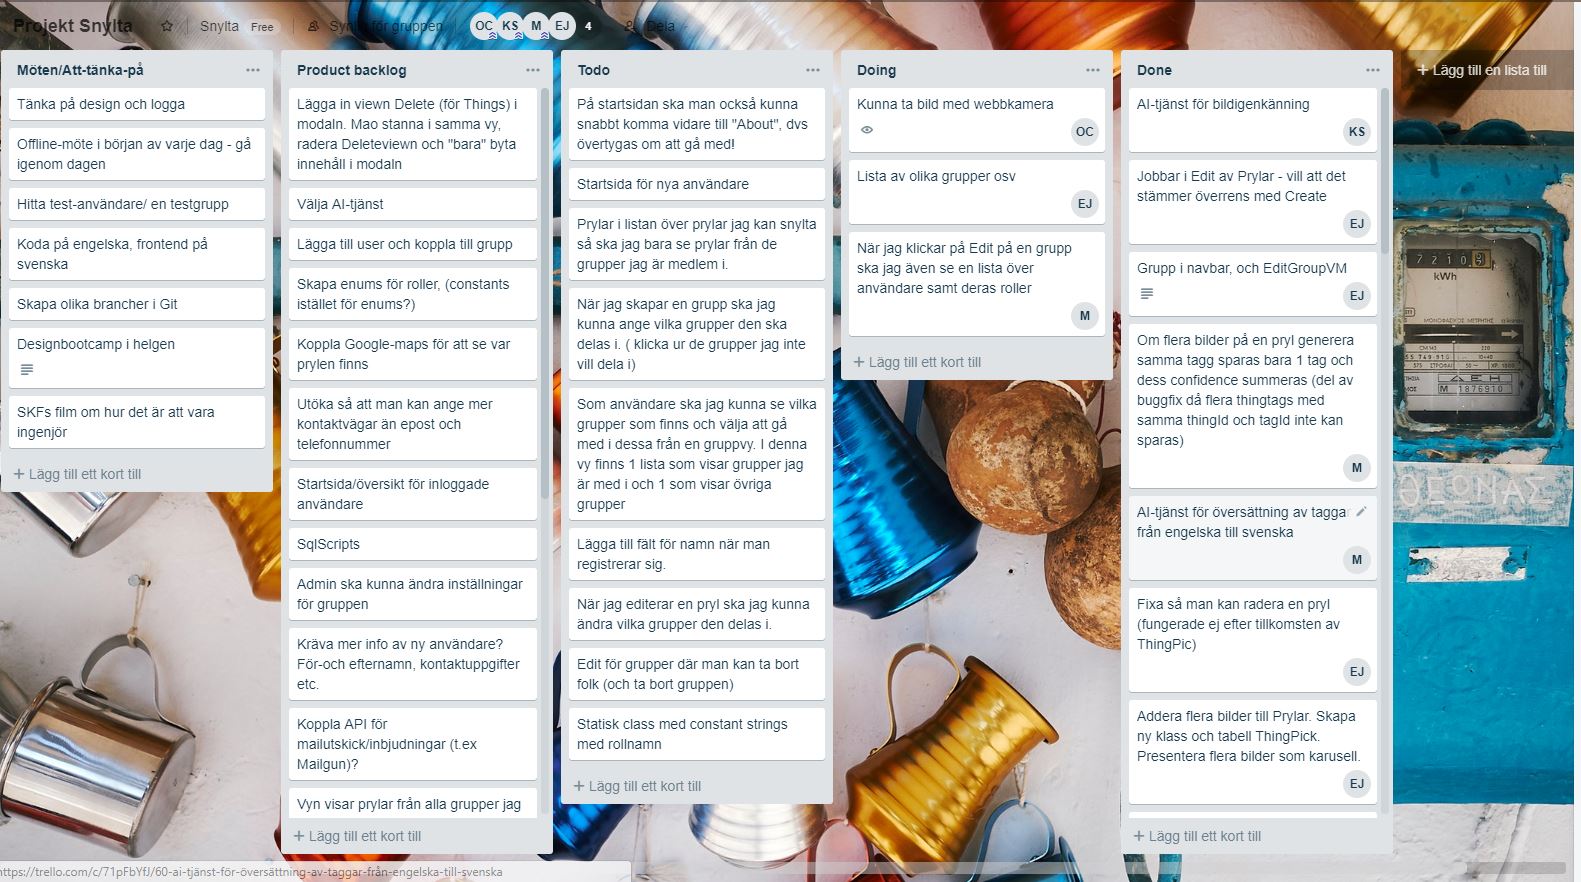 Projekt Snylta
Snylta
Free
OC
KS
M
EJ
4
Dela
Möten/Att-tänka-på
Tänka på design och logga
Offline-möte i början av varje dag - gå
igenom dagen
Hitta test-användare/ en testgrupp
Koda på engelska, frontend på
svenska
Skapa olika brancher i Git
Designbootcamp i helgen
SKFs film om hur det är att vara
ingenjör
+ Lägg till ett kort till
Product backlog
Lägga in viewn Delete (för Things) i
modaln. Mao stanna i samma vy,
radera Deleteviewn och "bara" byta
innehåll i modaln
Välja AI-tjänst
Lägga till user och koppla till grupp
Skapa enums för roller, (constants
istället för enums?)
Koppla Google-maps för att se var
prylen finns
Utöka så att man kan ange mer
kontaktvägar än epost och
telefonnummer
Startsida/översikt för inloggade
användare
SqlScripts
Admin ska kunna ändra inställningar
för gruppen
Kräva mer info av ny användare?
För-och efternamn, kontaktuppgifter
etc.
Koppla API för
mailutskick/inbjudningar (t.ex
Mailgun)?
Vyn visar prylar från alla grupper jag
+ Lägg till ett kort till
Todo
På startsidan ska man också kunna
snabbt komma vidare till "About", dvs
övertygas om att gå med!
Startsida för nya användare
Prylar i listan över prylar jag kan snylta
så ska jag bara se prylar från de
grupper jag är medlem i.
När jag skapar en grupp ska jag
kunna ange vilka grupper den ska
delas i. ( klicka ur de grupper jag inte
vill dela i)
Som användare ska jag kunna se vilka
grupper som finns och välja att gå
med i dessa från en gruppvy. I denna
vy finns 1 lista som visar grupper jag
är med i och 1 som visar övriga
grupper
Lägga till fält för namn när man
registrerar sig.
När jag editerar en pryl ska jag kunna
ändra vilka grupper den delas i.
Edit för grupper där man kan ta bort
folk (och ta bort gruppen)
Statisk class med constant strings
med rollnamn
+ Lägg till ett kort till
Doing
Kunna ta bild med webbkamera
OC
Lista av olika grupper osv
EJ
När jag klickar på Edit på en grupp
ska jag även se en lista över
användare samt deras roller
M
+ Lägg till ett kort till
Done
AI-tjänst för bildigenkänning
KS
Jobbar i Edit av Prylar - vill att det
stämmer överrens med Create
EJ
Grupp i navbar, och EditGroupVM
EJ
Om flera bilder på en pryl generera
samma tagg sparas bara 1 tag och
dess confidence summeras (del av
buggfix då flera thingtags med
samma thingId och tagId inte kan
sparas)
M
AI-tjänst för översättning av taggar
från engelska till svenska
M
Fixa så man kan radera en pryl
(fungerade ej efter tillkomsten av
ThingPic)
EJ
Addera flera bilder till Prylar. Skapa
ny klass och tabell ThingPick.
Presentera flera bilder som karusell.
EJ
+ Lägg till ett kort till
+ Lägg till en lista till
kWh
ΜΟΝΟΦΑΣΙΚΟΣ ΜΕΤΡΗΤΗΣ
ΔΕΗ
M 1876910
ΘΕΩΝΑΣ
https://trello.com/c/71pFbYfJ/60-ai-tjänst-för-översättning-av-taggar-från-engelska-till-svenska